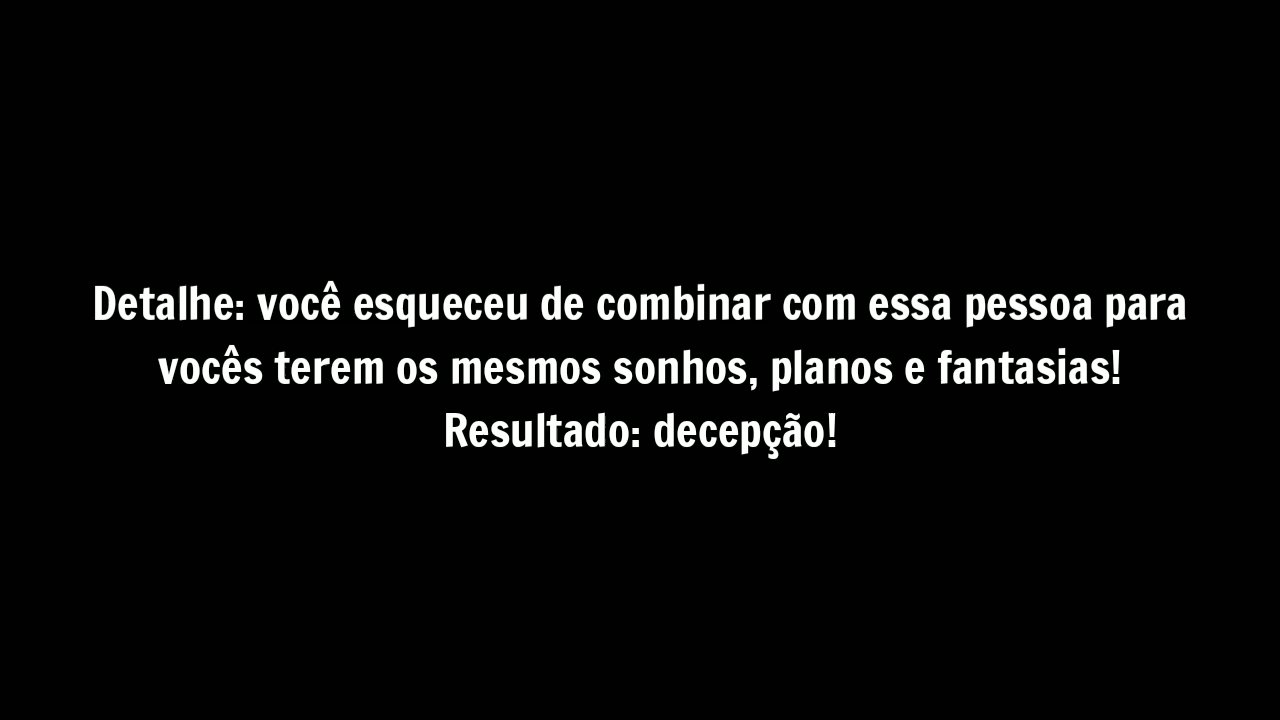 Detalhe: você esqueceu de combinar com essa pessoa para
vocês terem os mesmos sonhos, planos e fantasias!
Resultado: decepção!